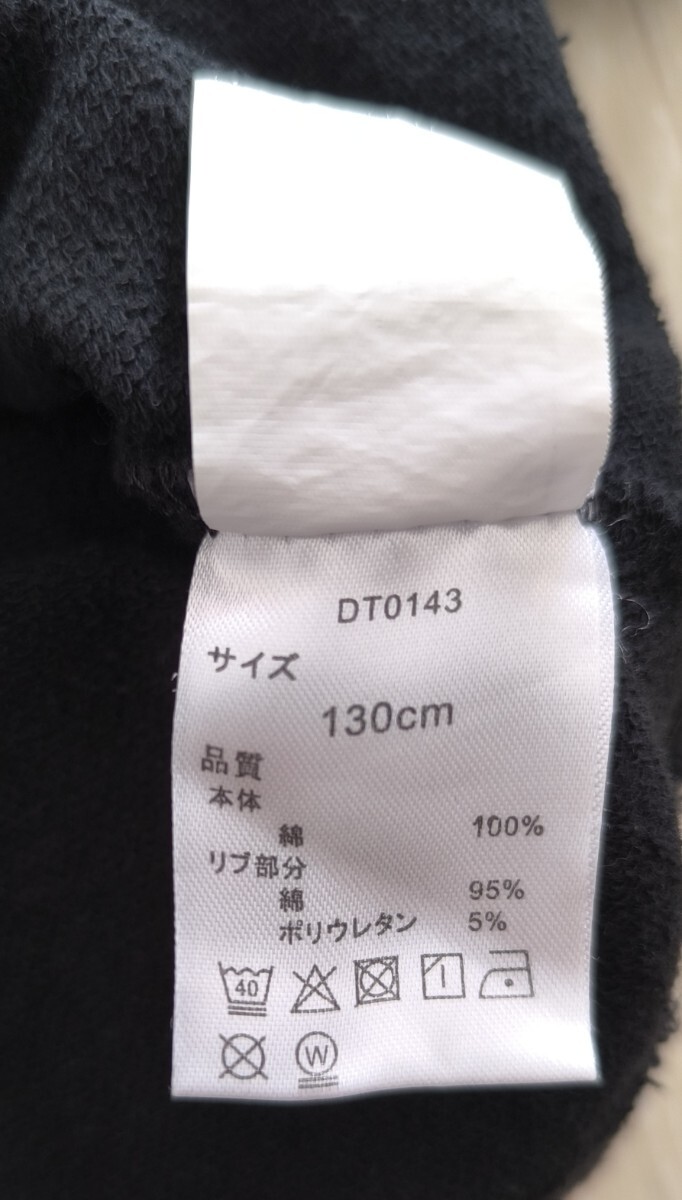 DT0143
サイズ
130cm
品質
本体
綿 100%
リブ部分
綿 95%
ポリウレタン 5%
40
W